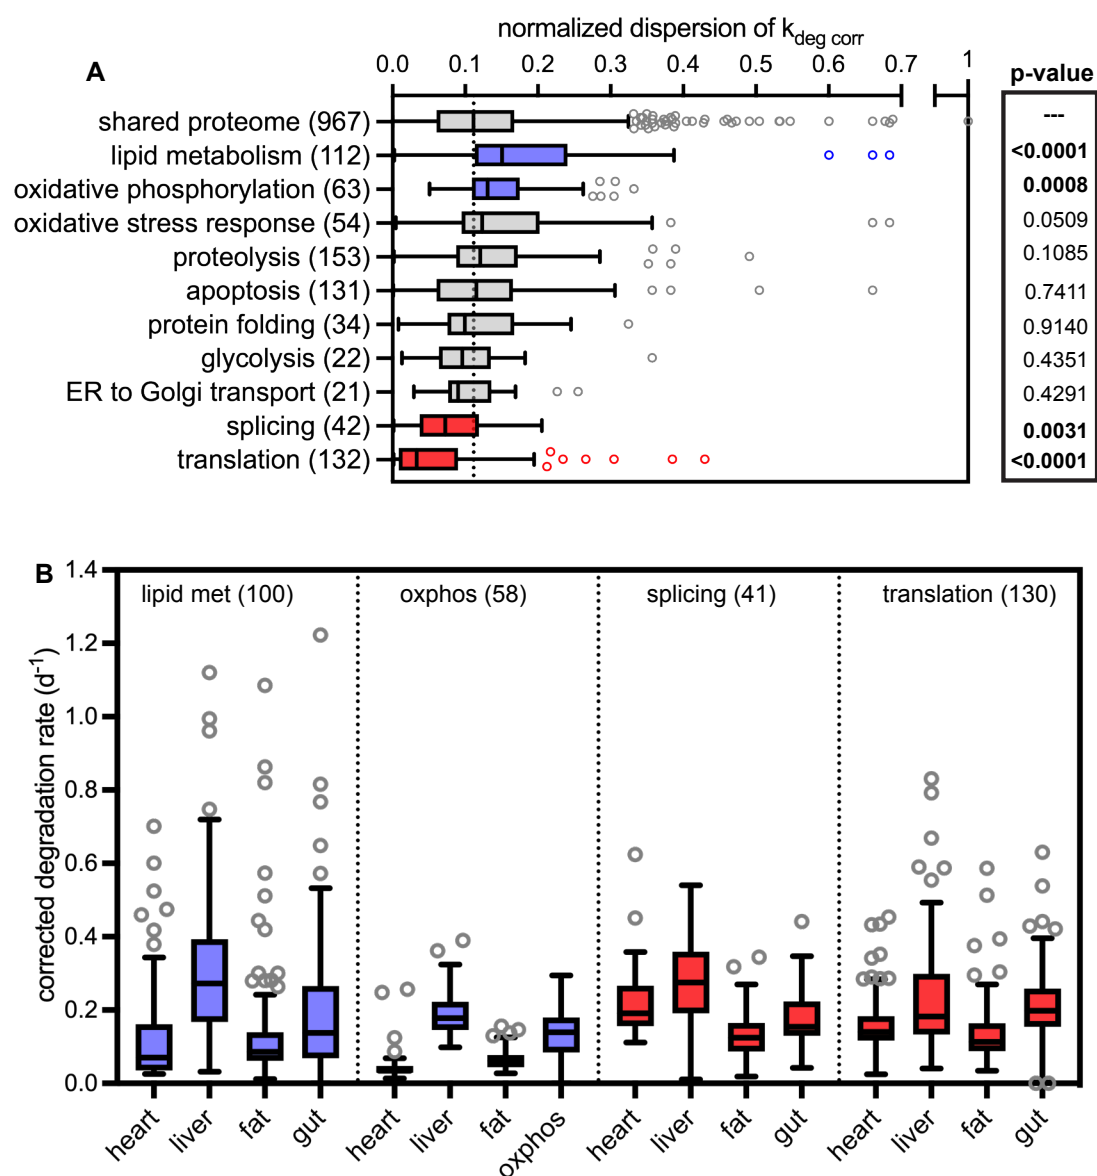 normalized dispersion of kdeg corr
A
0.0 0.1 0.2 0.3 0.4 0.5 0.6 0.7 1
p-value
shared proteome (967) ---
lipid metabolism (112) <0.0001
oxidative phosphorylation (63) 0.0008
oxidative stress response (54) 0.0509
proteolysis (153) 0.1085
apoptosis (131) 0.7411
protein folding (34) 0.9140
glycolysis (22) 0.4351
ER to Golgi transport (21) 0.4291
splicing (42) 0.0031
translation (132) <0.0001
B
corrected degradation rate (d-1)
1.4
1.2
1.0
0.8
0.6
0.4
0.2
0.0
lipid met (100) oxphos (58) splicing (41) translation (130)
heart liver fat gut heart liver fat oxphos heart liver fat gut heart liver fat gut